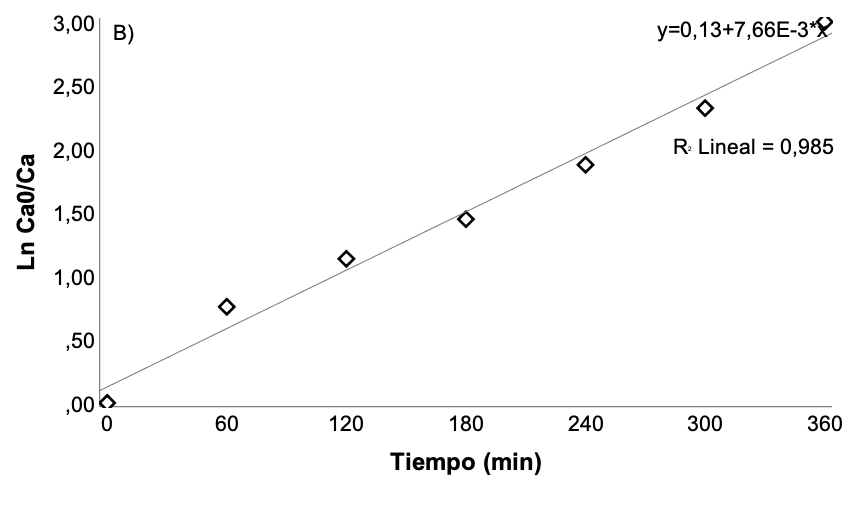 3,00
B)
y=0,13+7,66E-3*x
2,50
2,00
R² Lineal = 0,985
1,50
1,00
,50
,00
Ln Ca0/Ca
0 60 120 180 240 300 360
Tiempo (min)